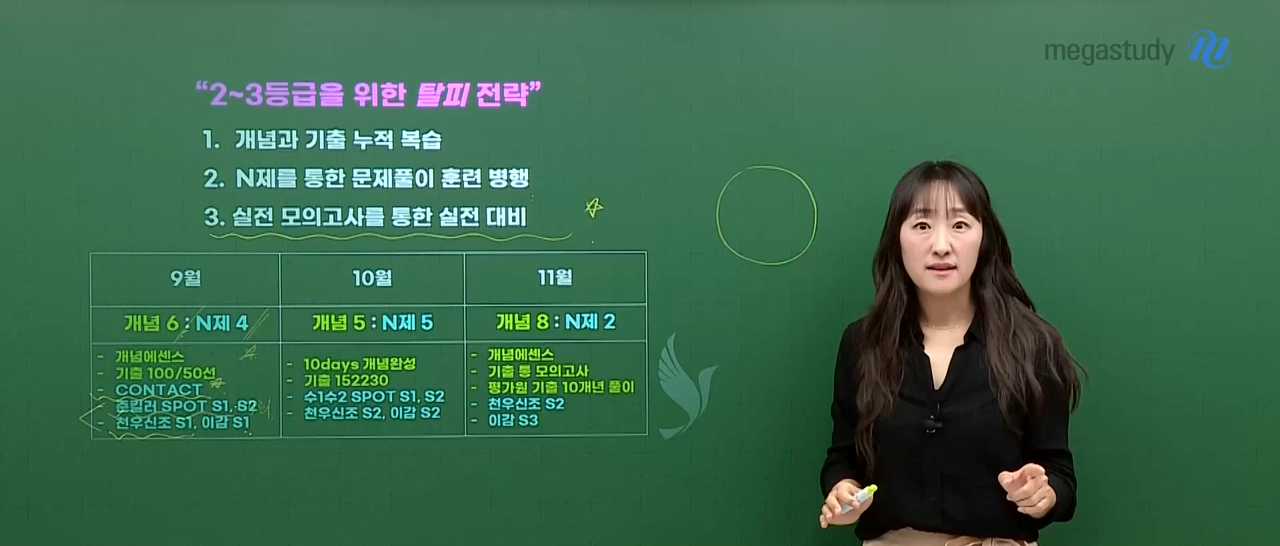 megastudy
“2~3등급을 위한 탈피 전략”
1. 개념과 기출 누적 복습
2. N제를 통한 문제풀이 훈련 병행
3. 실전 모의고사를 통한 실전 대비
9월
10월
11월
개념 6 : N제 4
개념 5 : N제 5
개념 8 : N제 2
- 개념에센스
- 기출 100/50선
- CONTACT
- 준킬러 SPOT S1, S2
- 천우신조 S1, 이감 S1
- 10days 개념완성
- 기출 152230
- 수1수2 SPOT S1, S2
- 천우신조 S2, 이감 S2
- 개념에센스
- 기출 통 모의고사
- 평가원 기출 10개년 풀이
- 천우신조 S2
- 이감 S3